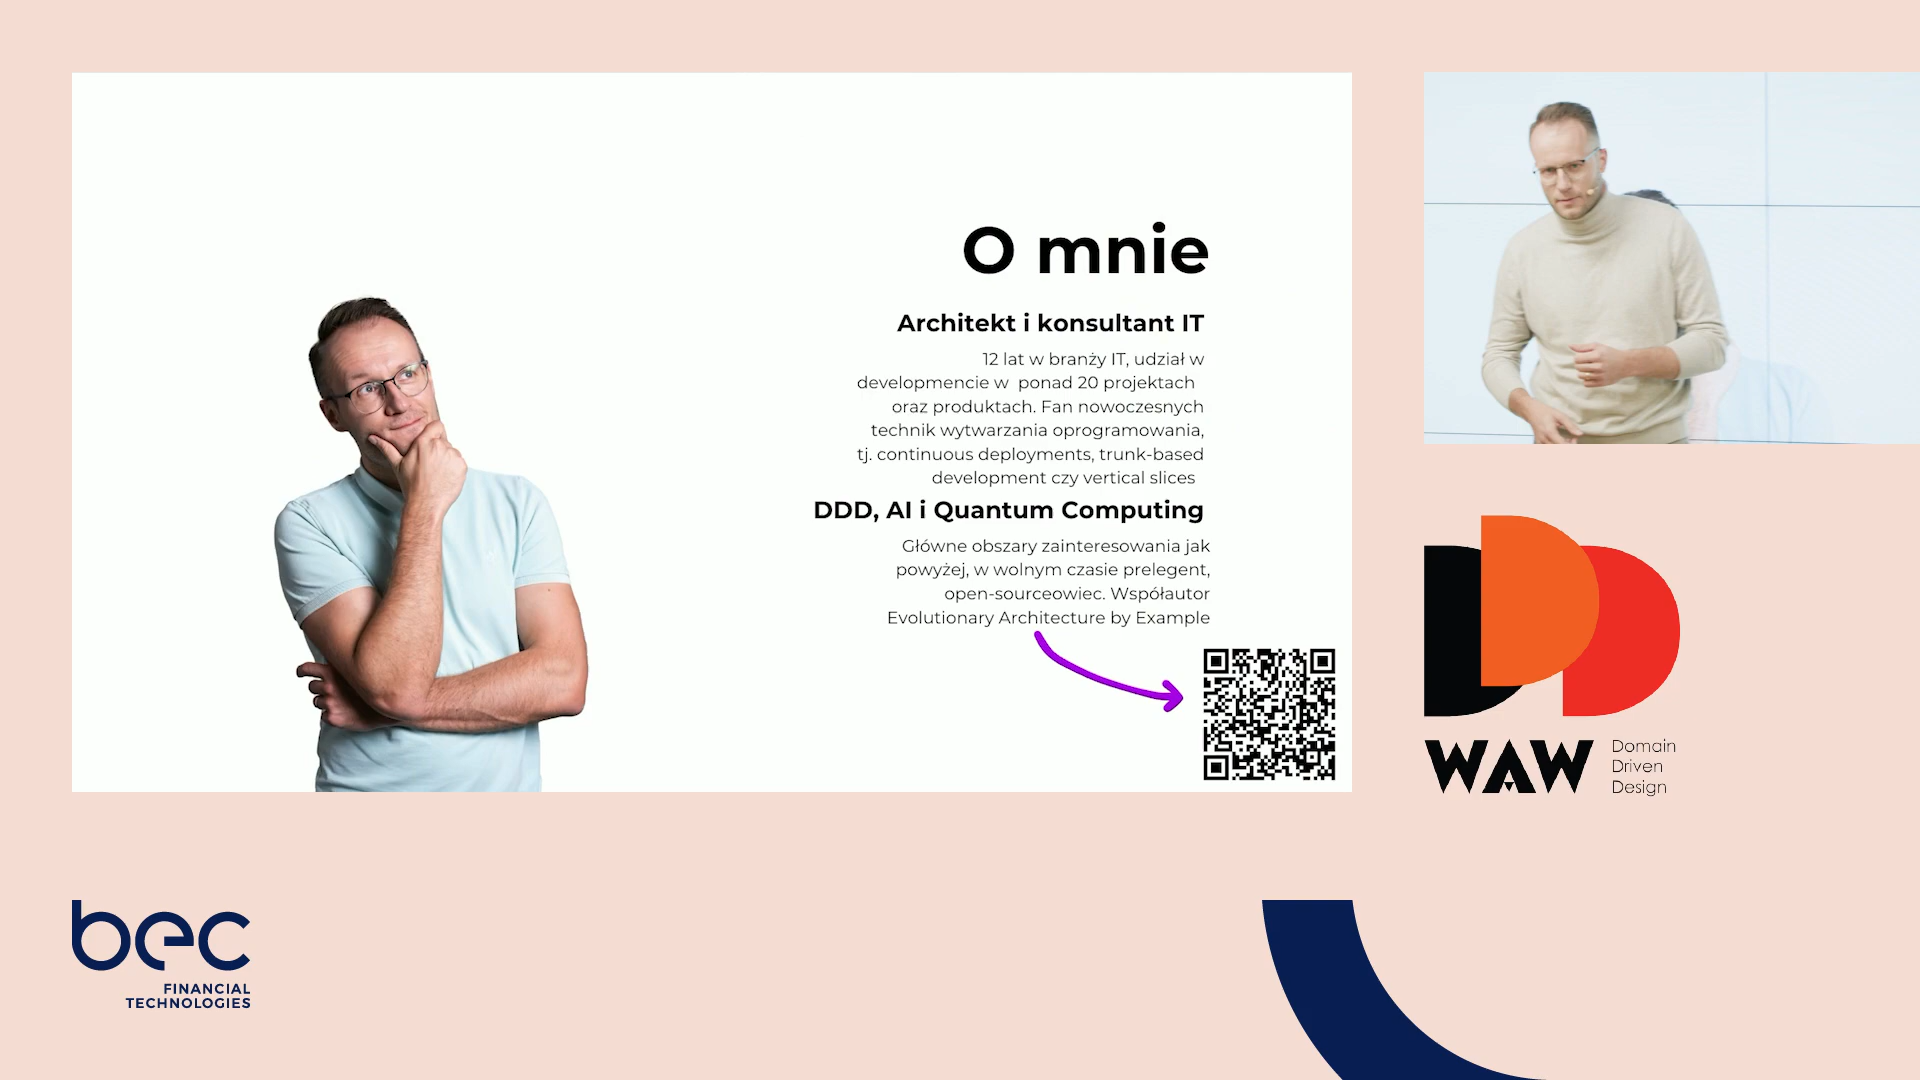 O mnie
Architekt i konsultant IT
12 lat w branży IT, udział w
developmencie w ponad 20 projektach
oraz produktach. Fan nowoczesnych
technik wytwarzania oprogramowania,
tj. continuous deployments, trunk-based
development czy vertical slices
DDD, AI i Quantum Computing
Główne obszary zainteresowania jak
powyżej, w wolnym czasie prelegent,
open-sourceowiec. Współautor
Evolutionary Architecture by Example
DDD
WAW
Domain
Driven
Design
bec
FINANCIAL
TECHNOLOGIES